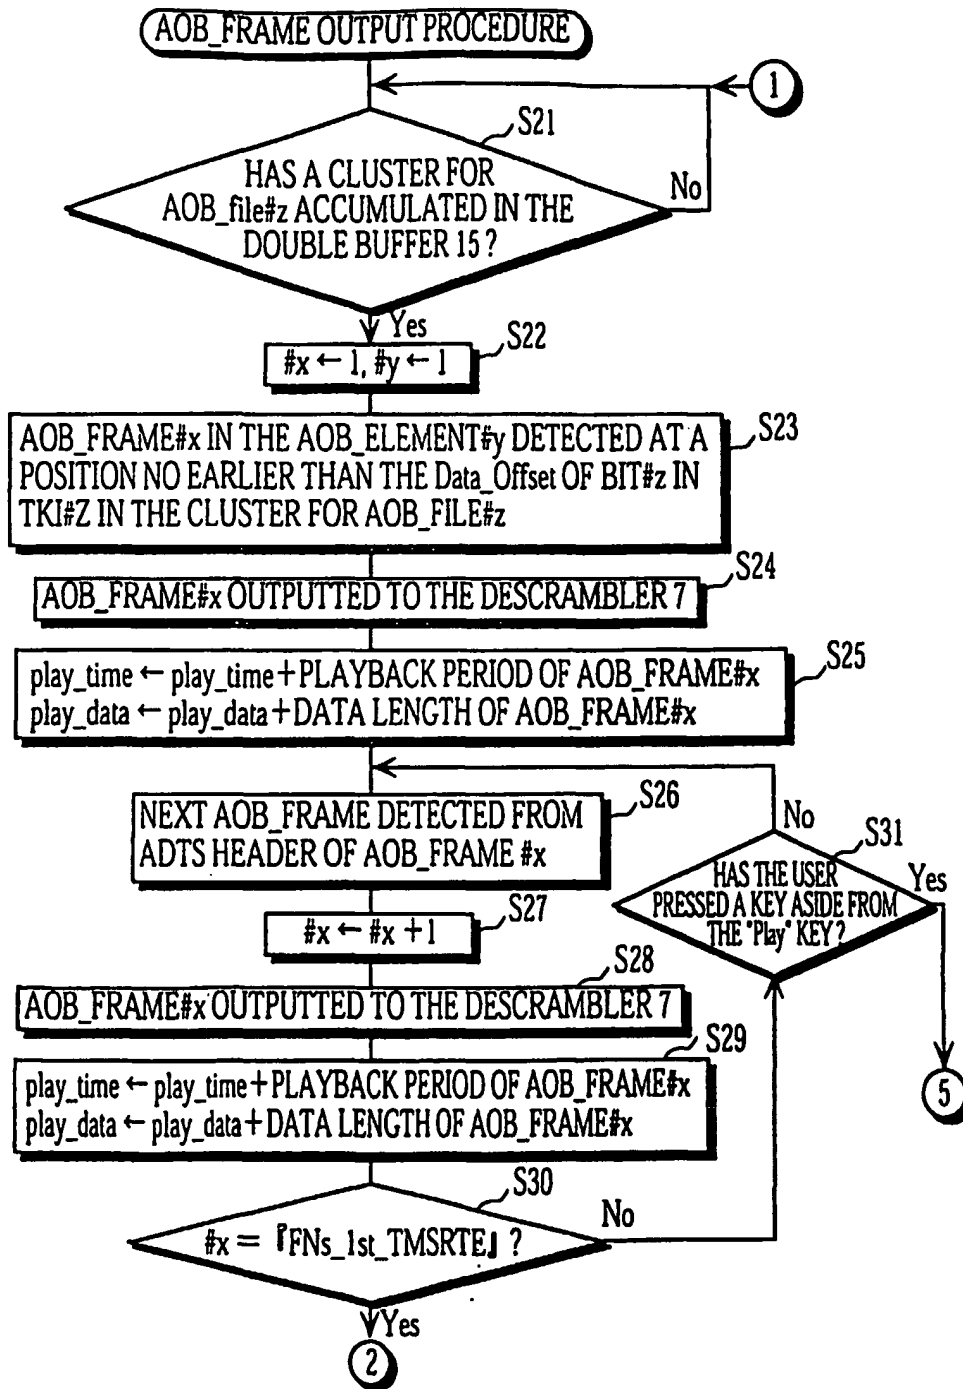 AOB_FRAME OUTPUT PROCEDURE
1
S21
HAS A CLUSTER FOR
AOB_file#z ACCUMULATED IN THE
DOUBLE BUFFER 15?
No
Yes
S22
#x ← 1, #y ← 1
S23
AOB_FRAME#x IN THE AOB_ELEMENT#y DETECTED AT A
POSITION NO EARLIER THAN THE Data_Offset OF BIT#z IN
TKI#Z IN THE CLUSTER FOR AOB_FILE#z
S24
AOB_FRAME#x OUTPUTTED TO THE DESCRAMBLER 7
S25
play_time ← play_time+PLAYBACK PERIOD OF AOB_FRAME#x
play_data ← play_data+DATA LENGTH OF AOB_FRAME#x
S26
NEXT AOB_FRAME DETECTED FROM
ADTS HEADER OF AOB_FRAME #x
No
S31
HAS THE USER
PRESSED A KEY ASIDE FROM
THE "Play" KEY?
Yes
S27
#x ← #x +1
S28
AOB_FRAME#x OUTPUTTED TO THE DESCRAMBLER 7
S29
play_time ← play_time+PLAYBACK PERIOD OF AOB_FRAME#x
play_data ← play_data+DATA LENGTH OF AOB_FRAME#x
5
S30
#x = 『FNs_1st_TMSRTE』?
No
Yes
2